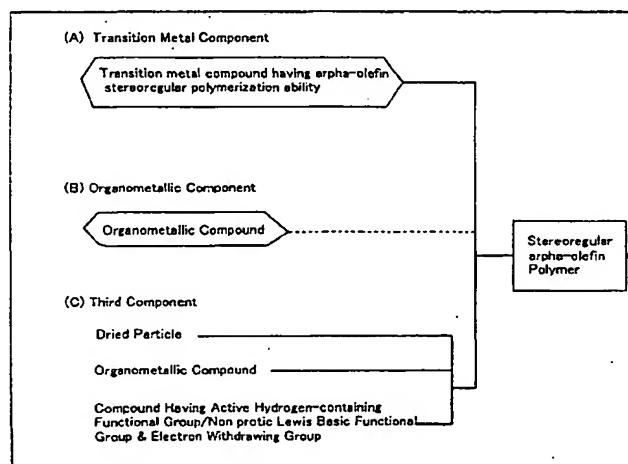 (A) Transition Metal Component
Transition metal compound having arpha-olefin
stereoregular polymerization ability
(B) Organometallic Component
Organometallic Compound
Stereoregular
arpha-olefin
Polymer
(C) Third Component
Dried Particle
Organometallic Compound
Compound Having Active Hydrogen-containing
Functional Group/Non protic Lewis Basic Functional
Group & Electron Withdrawing Group